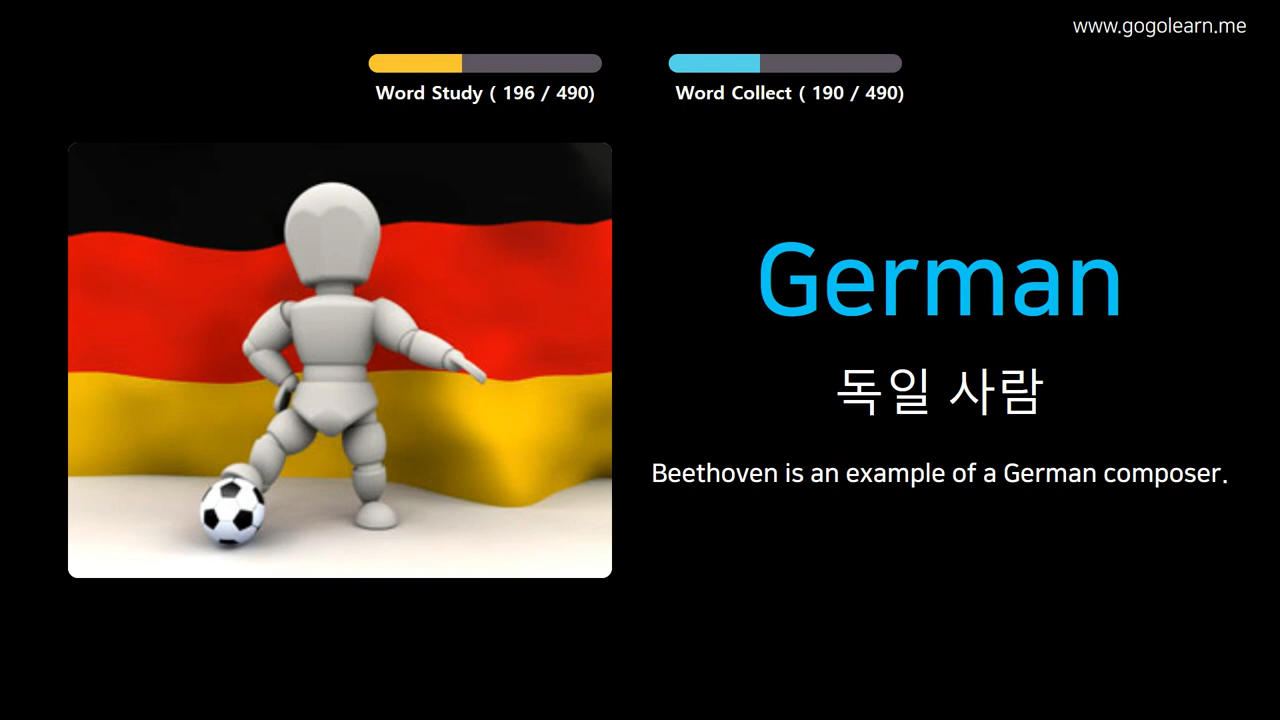 www.gogolearn.me
Word Study ( 196 / 490)
Word Collect ( 190 / 490)
German
독일 사람
Beethoven is an example of a German composer.